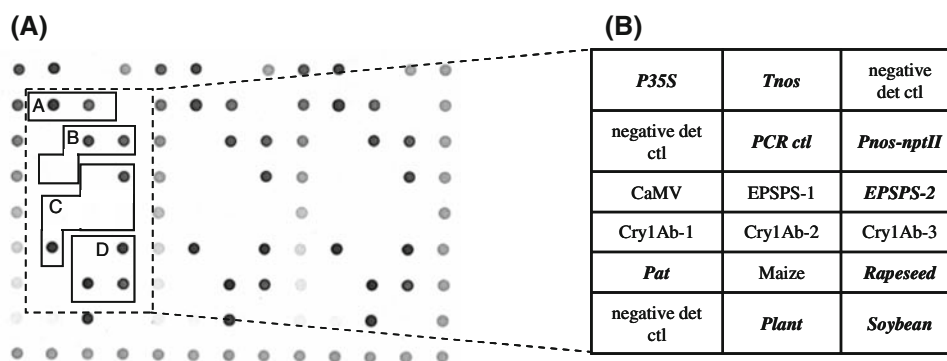 (A)
(B)
A
B
C
D
P35S Tnos negative det ctl
negative det ctl PCR ctl Pnos-nptII
CaMV EPSPS-1 EPSPS-2
Cry1Ab-1 Cry1Ab-2 Cry1Ab-3
Pat Maize Rapeseed
negative det ctl Plant Soybean